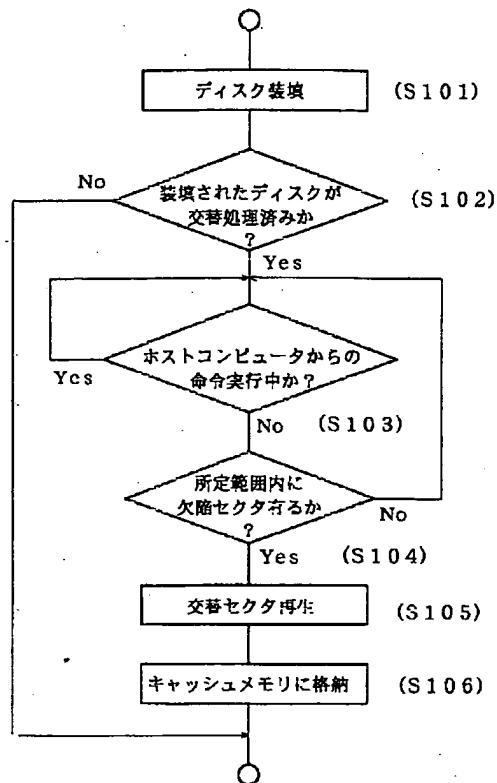 ディスク装填
(S101)
No
装填されたディスクが
交替処理済みか
?
(S102)
Yes
ホストコンピュータからの
命令実行中か?
Yes
No
(S103)
所定範囲内に
欠陥セクタ有るか
?
No
Yes
(S104)
交替セクタ再生
(S105)
キャッシュメモリに格納
(S106)